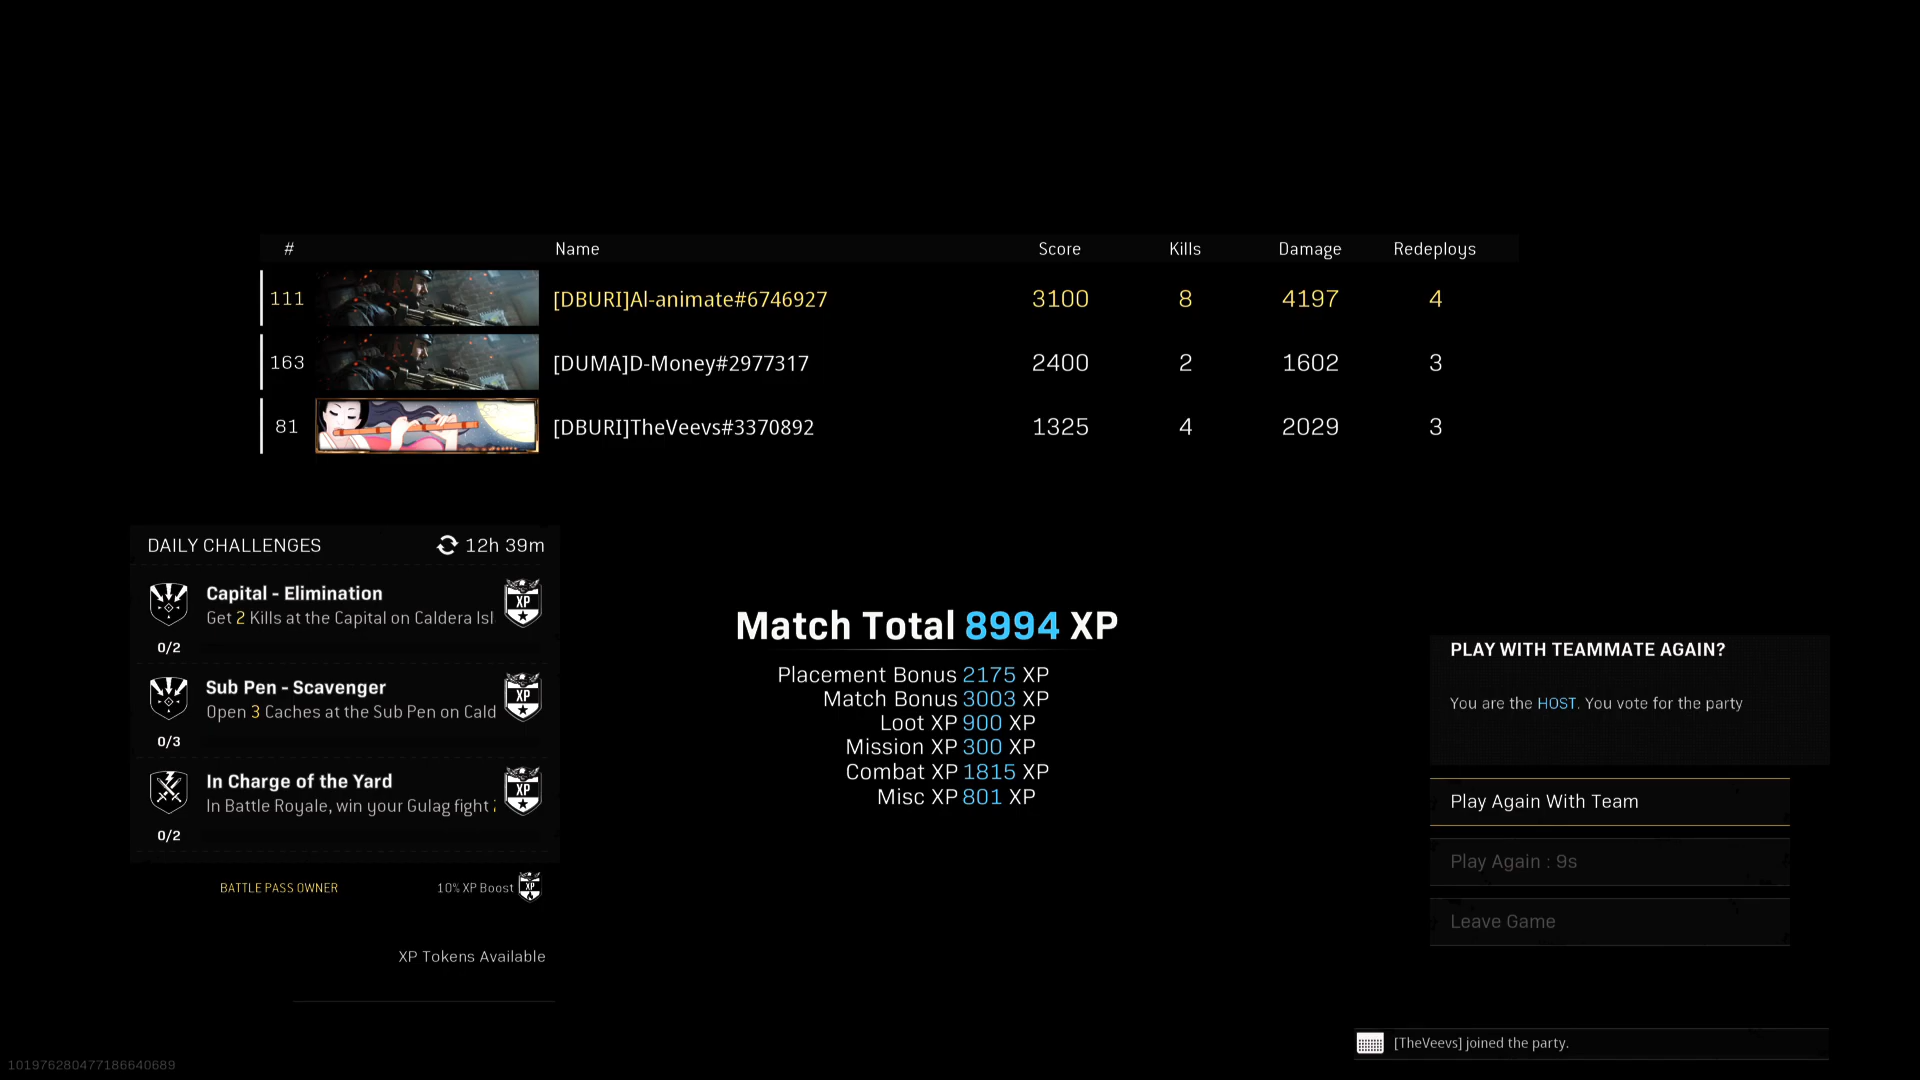 # Name Score Kills Damage Redeploys
111 [DBURI]Al-animate#6746927 3100 8 4197 4
163 [DUMA]D-Money#2977317 2400 2 1602 3
81 [DBURI]TheVeevs#3370892 1325 4 2029 3
DAILY CHALLENGES 12h 39m
Capital - Elimination
Get 2 Kills at the Capital on Caldera Isl
XP
0/2
Sub Pen - Scavenger
Open 3 Caches at the Sub Pen on Cald
XP
0/3
In Charge of the Yard
In Battle Royale, win your Gulag fight
XP
0/2
BATTLE PASS OWNER 10% XP Boost XP
XP Tokens Available
Match Total 8994 XP
Placement Bonus 2175 XP
Match Bonus 3003 XP
Loot XP 900 XP
Mission XP 300 XP
Combat XP 1815 XP
Misc XP 801 XP
PLAY WITH TEAMMATE AGAIN?
You are the HOST. You vote for the party
Play Again With Team
Play Again : 9s
Leave Game
[TheVeevs] joined the party.
101976280477186640689